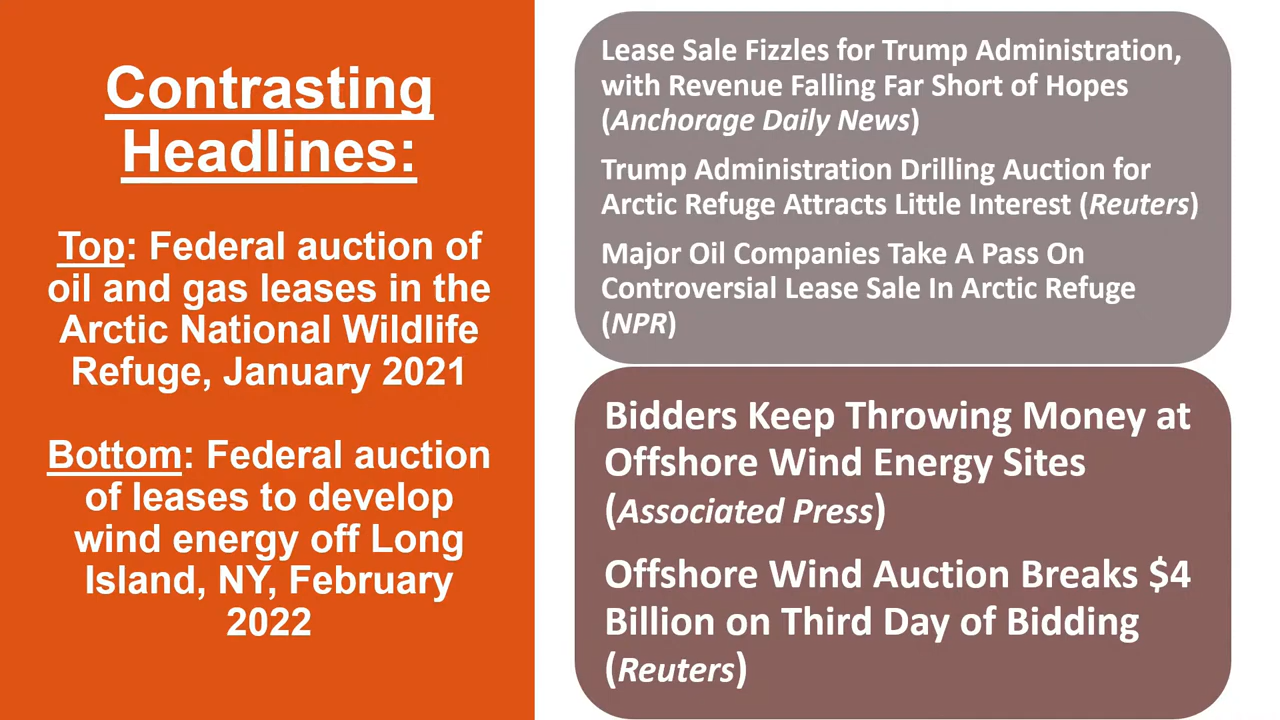 Contrasting
Headlines:
Top: Federal auction of
oil and gas leases in the
Arctic National Wildlife
Refuge, January 2021
Bottom: Federal auction
of leases to develop
wind energy off Long
Island, NY, February
2022
Lease Sale Fizzles for Trump Administration,
with Revenue Falling Far Short of Hopes
(Anchorage Daily News)
Trump Administration Drilling Auction for
Arctic Refuge Attracts Little Interest (Reuters)
Major Oil Companies Take A Pass On
Controversial Lease Sale In Arctic Refuge
(NPR)
Bidders Keep Throwing Money at
Offshore Wind Energy Sites
(Associated Press)
Offshore Wind Auction Breaks $4
Billion on Third Day of Bidding
(Reuters)